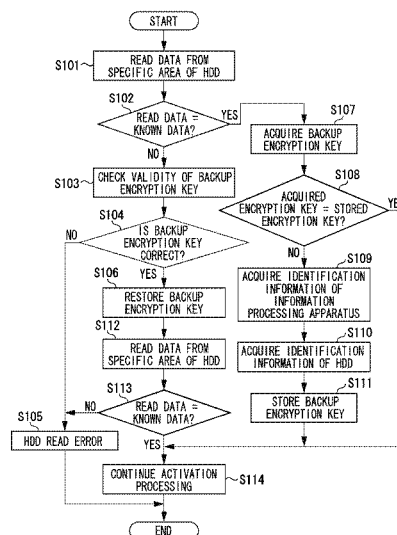 START
S101
READ DATA FROM
SPECIFIC AREA OF HDD
S102
READ DATA =
KNOWN DATA?
YES
NO
S107
ACQUIRE BACKUP
ENCRYPTION KEY
S103
CHECK VALIDITY OF BACKUP
ENCRYPTION KEY
S108
ACQUIRED
ENCRYPTION KEY = STORED
ENCRYPTION KEY?
YES
NO
S104
IS BACKUP
ENCRYPTION KEY
CORRECT?
NO
YES
S106
RESTORE BACKUP
ENCRYPTION KEY
S109
ACQUIRE IDENTIFICATION
INFORMATION OF
INFORMATION
PROCESSING APPARATUS
S112
READ DATA FROM
SPECIFIC AREA OF HDD
S110
ACQUIRE IDENTIFICATION
INFORMATION OF HDD
S113
READ DATA =
KNOWN DATA?
NO
YES
S111
STORE BACKUP
ENCRYPTION KEY
S105
HDD READ ERROR
CONTINUE ACTIVATION
PROCESSING
S114
END